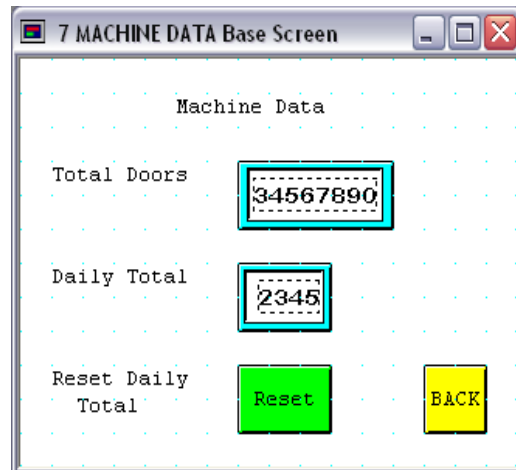 7 MACHINE DATA Base Screen
Machine Data
Total Doors
34567890
Daily Total
2345
Reset Daily
Total
Reset
BACK